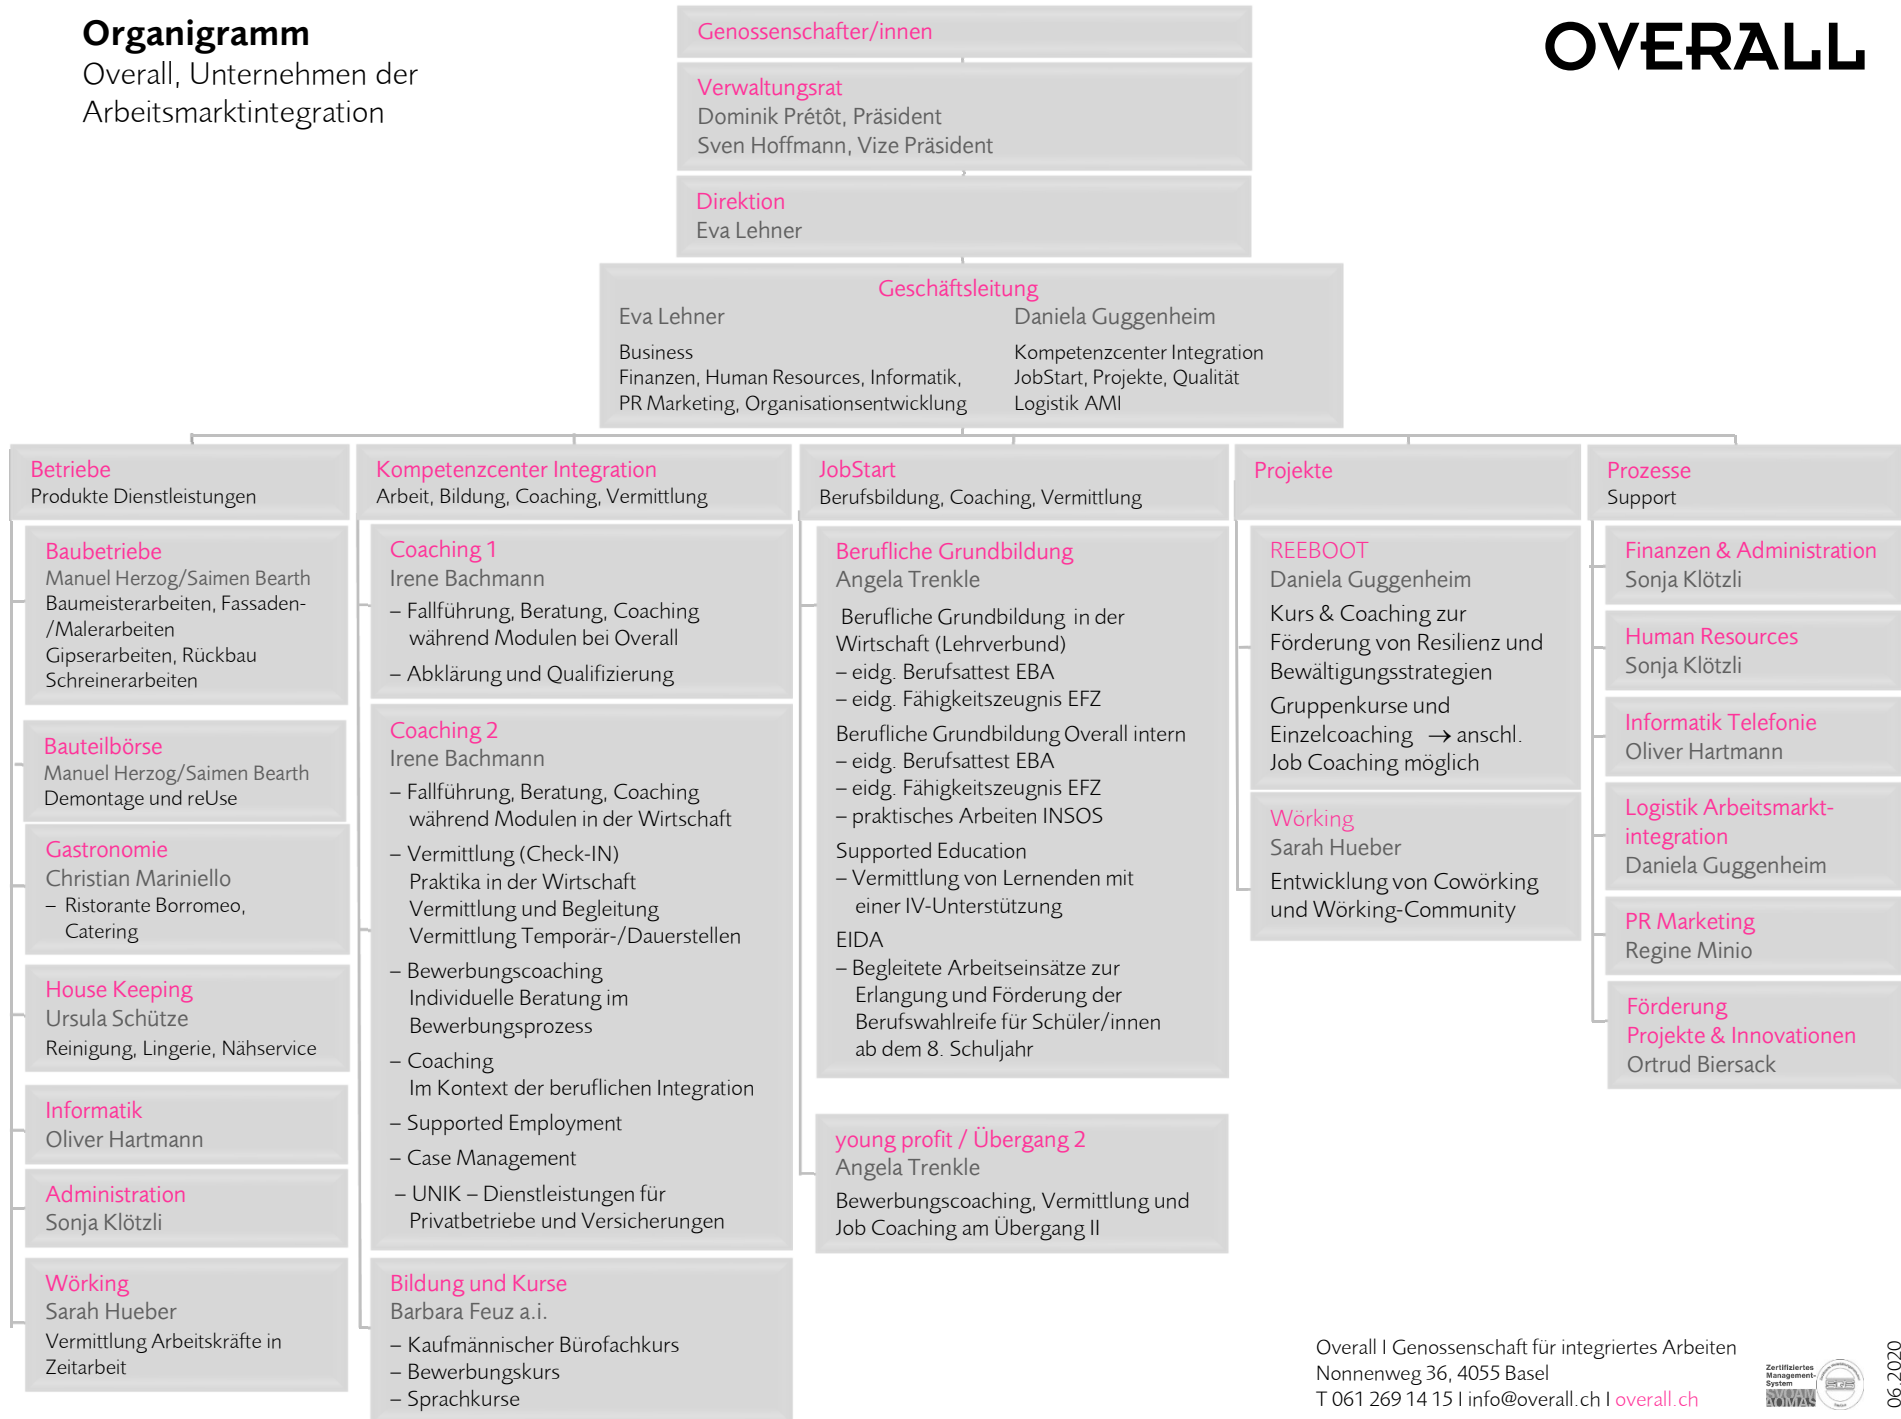 Organigramm
Overall, Unternehmen der
Arbeitsmarktintegration
OVERALL
Genossenschafter/innen
Verwaltungsrat
Dominik Prétôt, Präsident
Sven Hoffmann, Vize Präsident
Direktion
Eva Lehner
Geschäftsleitung
Eva Lehner
Business
Finanzen, Human Resources, Informatik,
PR Marketing, Organisationsentwicklung
Daniela Guggenheim
Kompetenzcenter Integration
JobStart, Projekte, Qualität
Logistik AMI
Betriebe
Produkte Dienstleistungen
Baubetriebe
Manuel Herzog/Saimen Bearth
Baumeisterarbeiten, Fassaden-
/Malerarbeiten
Gipserarbeiten, Rückbau
Schreinerarbeiten
Bauteilbörse
Manuel Herzog/Saimen Bearth
Demontage und reUse
Gastronomie
Christian Mariniello
– Ristorante Borromeo,
Catering
House Keeping
Ursula Schütze
Reinigung, Lingerie, Nähservice
Informatik
Oliver Hartmann
Administration
Sonja Klötzli
Wörking
Sarah Hueber
Vermittlung Arbeitskräfte in
Zeitarbeit
Kompetenzcenter Integration
Arbeit, Bildung, Coaching, Vermittlung
Coaching 1
Irene Bachmann
– Fallführung, Beratung, Coaching
während Modulen bei Overall
– Abklärung und Qualifizierung
Coaching 2
Irene Bachmann
– Fallführung, Beratung, Coaching
während Modulen in der Wirtschaft
– Vermittlung (Check-IN)
Praktika in der Wirtschaft
Vermittlung und Begleitung
Vermittlung Temporär-/Dauerstellen
– Bewerbungscoaching
Individuelle Beratung im
Bewerbungsprozess
– Coaching
Im Kontext der beruflichen Integration
– Supported Employment
– Case Management
– UNIK – Dienstleistungen für
Privatbetriebe und Versicherungen
Bildung und Kurse
Barbara Feuz a.i.
– Kaufmännischer Bürofachkurs
– Bewerbungskurs
– Sprachkurse
JobStart
Berufsbildung, Coaching, Vermittlung
Berufliche Grundbildung
Angela Trenkle
Berufliche Grundbildung in der
Wirtschaft (Lehrverbund)
– eidg. Berufsattest EBA
– eidg. Fähigkeitszeugnis EFZ
Berufliche Grundbildung Overall intern
– eidg. Berufsattest EBA
– eidg. Fähigkeitszeugnis EFZ
– praktisches Arbeiten INSOS
Supported Education
– Vermittlung von Lernenden mit
einer IV-Unterstützung
EIDA
– Begleitete Arbeitseinsätze zur
Erlangung und Förderung der
Berufswahlreife für Schüler/innen
ab dem 8. Schuljahr
young profit / Übergang 2
Angela Trenkle
Bewerbungscoaching, Vermittlung und
Job Coaching am Übergang II
Projekte
REEBOOT
Daniela Guggenheim
Kurs & Coaching zur
Förderung von Resilienz und
Bewältigungsstrategien
Gruppenkurse und
Einzelcoaching → anschl.
Job Coaching möglich
Wörking
Sarah Hueber
Entwicklung von Cowörking
und Wörking-Community
Prozesse
Support
Finanzen & Administration
Sonja Klötzli
Human Resources
Sonja Klötzli
Informatik Telefonie
Oliver Hartmann
Logistik Arbeitsmarkt-
integration
Daniela Guggenheim
PR Marketing
Regine Minio
Förderung
Projekte & Innovationen
Ortrud Biersack
Overall I Genossenschaft für integriertes Arbeiten
Nonnenweg 36, 4055 Basel
T 061 269 14 15 I info@overall.ch I overall.ch
Zertifiziertes
Management-
System
SVOAM
AOMAS
06.2020